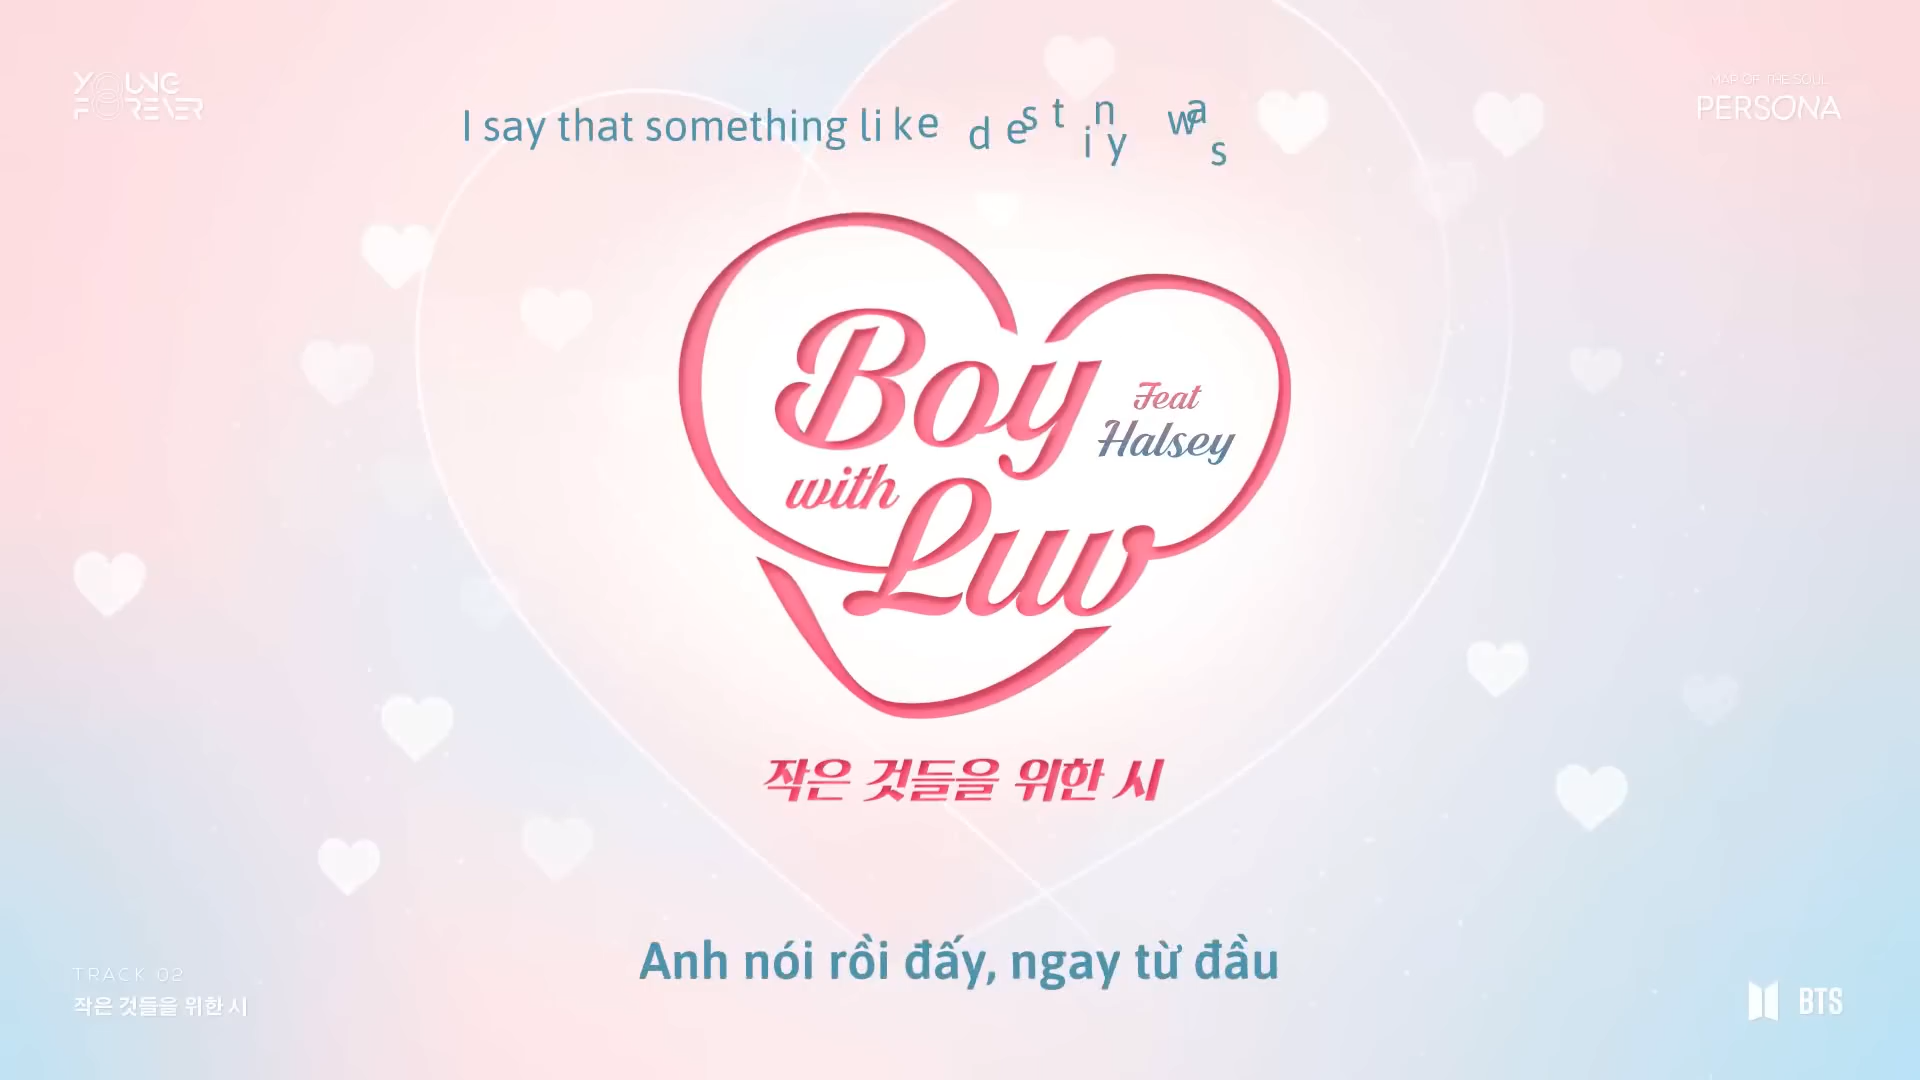 YOUNG
FOREVER
MAP OF THE SOUL
PERSONA
I say that something like destiny was
Boy
Feat
Halsey
with
Luv
작은 것들을 위한 시
Anh nói rồi đấy, ngay từ đầu
TRACK 02
작은 것들을 위한 시
BTS